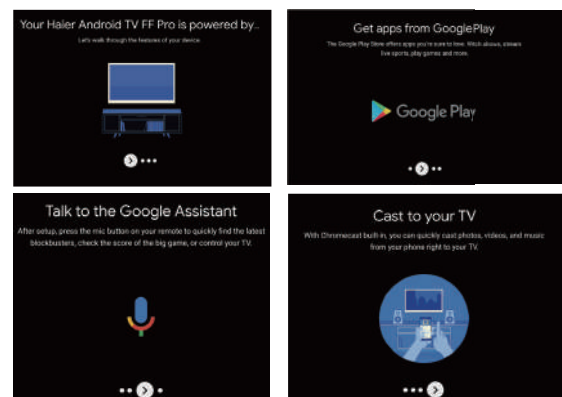 Your Haier Android TV FF Pro is powered by..
Let's walk through the features of your device.
Get apps from GooglePlay
The Google Play Store offers apps you're sure to love. Witch shows, stream
live sports, play games and more.
Google Play
Talk to the Google Assistant
After setup, press the mic button on your remote to quickly find the latest
blockbusters, check the score of the big game, or control your TV.
Cast to your TV
With Chromecast built-in, you can quickly cast photos, videos, and music
from your phone right to your TV.